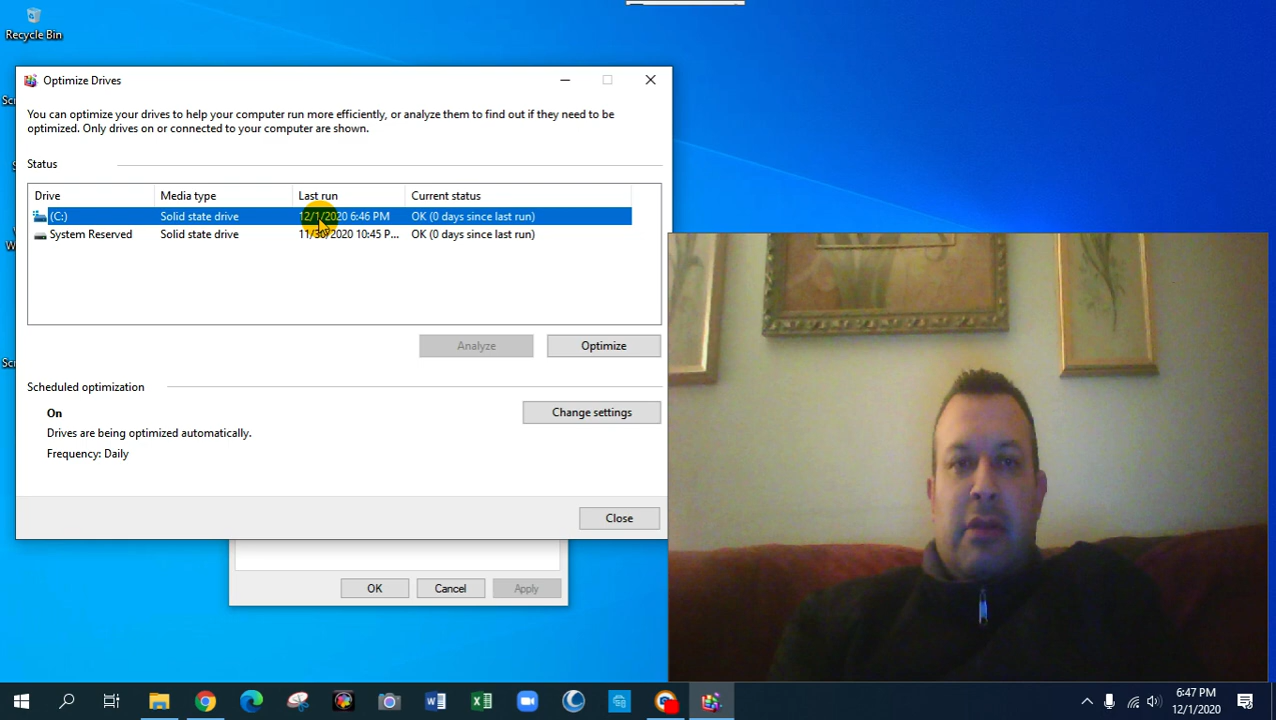 Recycle Bin
Optimize Drives
You can optimize your drives to help your computer run more efficiently, or analyze them to find out if they need to be
optimized. Only drives on or connected to your computer are shown.
Status
Drive Media type Last run Current status
(C:) Solid state drive 12/1/2020 6:46 PM OK (0 days since last run)
System Reserved Solid state drive 11/30/2020 10:45 P... OK (0 days since last run)
Analyze Optimize
Scheduled optimization
On Change settings
Drives are being optimized automatically.
Frequency: Daily
Close
OK Cancel Apply
6:47 PM
12/1/2020